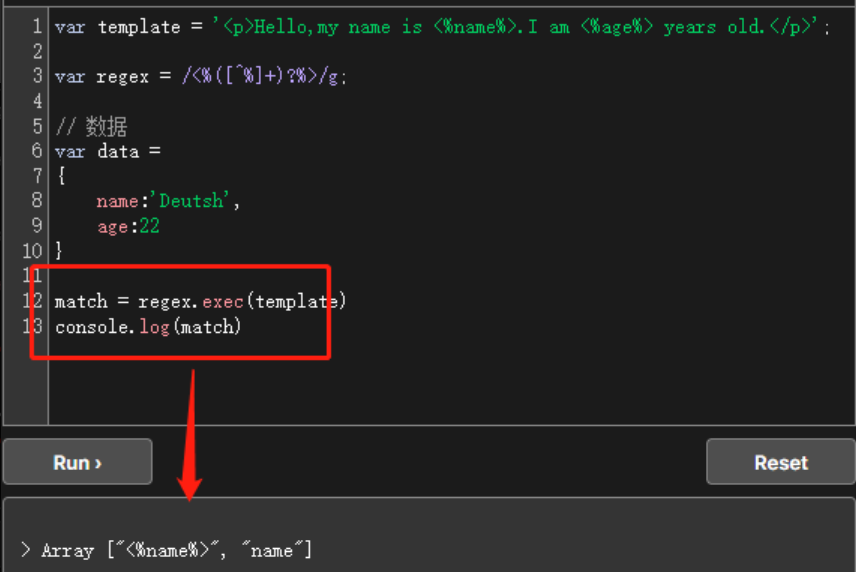 1 var template = '<p>Hello,my name is <%name%>.I am <%age%> years old.</p>';
2
3 var regex = /<%([^%]+)?%>/g;
4
5 // 数据
6 var data =
7 {
8 name:'Deutsh',
9 age:22
10 }
11
12 match = regex.exec(template)
13 console.log(match)
Run › Reset
> Array ["<%name%>", "name"]